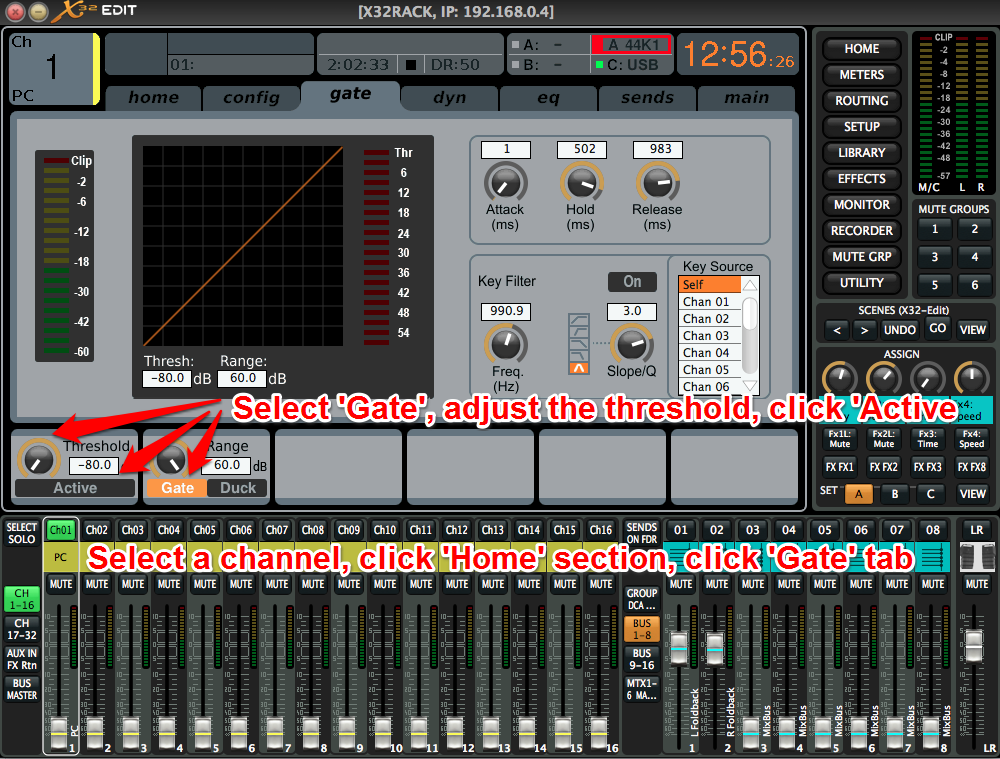 X32 EDIT
[X32RACK, IP: 192.168.0.4]
Ch
1
PC
01:
2:02:33
DR:50
A: -
B: -
A 44K1
C: USB
12:56:26
home config gate dyn eq sends main
Clip
-2
-12
-18
-30
-42
-60
Thr
6
12
18
24
30
36
42
48
54
Thresh:
-80.0 dB
Range:
60.0 dB
1
Attack
(ms)
502
Hold
(ms)
983
Release
(ms)
Key Filter
On
990.9
Freq.
(Hz)
3.0
Slope/Q
Key Source
Self
Chan 01
Chan 02
Chan 03
Chan 04
Chan 05
Chan 06
Select 'Gate', adjust the threshold, click 'Active
Threshold
-80.0
Active
Range
60.0 dB
Gate Duck
HOME
METERS
ROUTING
SETUP
LIBRARY
EFFECTS
MONITOR
RECORDER
MUTE GRP
UTILITY
CLIP
-2
-4
-6
-8
-10
-12
-18
-24
-30
-36
-42
-48
-57
M/C L R
MUTE GROUPS
1 2
3 4
5 6
SCENES (X32-Edit)
< > UNDO GO VIEW
ASSIGN
Fx4:
Speed
Fx1L:
Mute
Fx2L:
Mute
Fx3:
Time
Fx4:
Speed
FX FX1 FX FX2 FX FX3 FX FX8
SET A B C VIEW
SELECT
SOLO
Ch01 Ch02 Ch03 Ch04 Ch05 Ch06 Ch07 Ch08 Ch09 Ch10 Ch11 Ch12 Ch13 Ch14 Ch15 Ch16
SENDS
ON FDR
01 02 03 04 05 06 07 08 LR
PC
Select a channel, click 'Home' section, click 'Gate' tab
MUTE MUTE MUTE MUTE MUTE MUTE MUTE MUTE MUTE MUTE MUTE MUTE MUTE MUTE MUTE MUTE
MUTE MUTE MUTE MUTE MUTE MUTE MUTE MUTE MUTE
CH
1-16
CH
17-32
AUX IN
FX Rtn
BUS
MASTER
GROUP
DCA ...
BUS
1-8
BUS
9-16
MTX1-
6 MA...
PC
L Foldback
R Foldback
MixBus
MixBus
MixBus
MixBus
MixBus
MixBus
1 2 3 4 5 6 7 8 9 10 11 12 13 14 15 16
1 2 3 4 5 6 7 8 LR